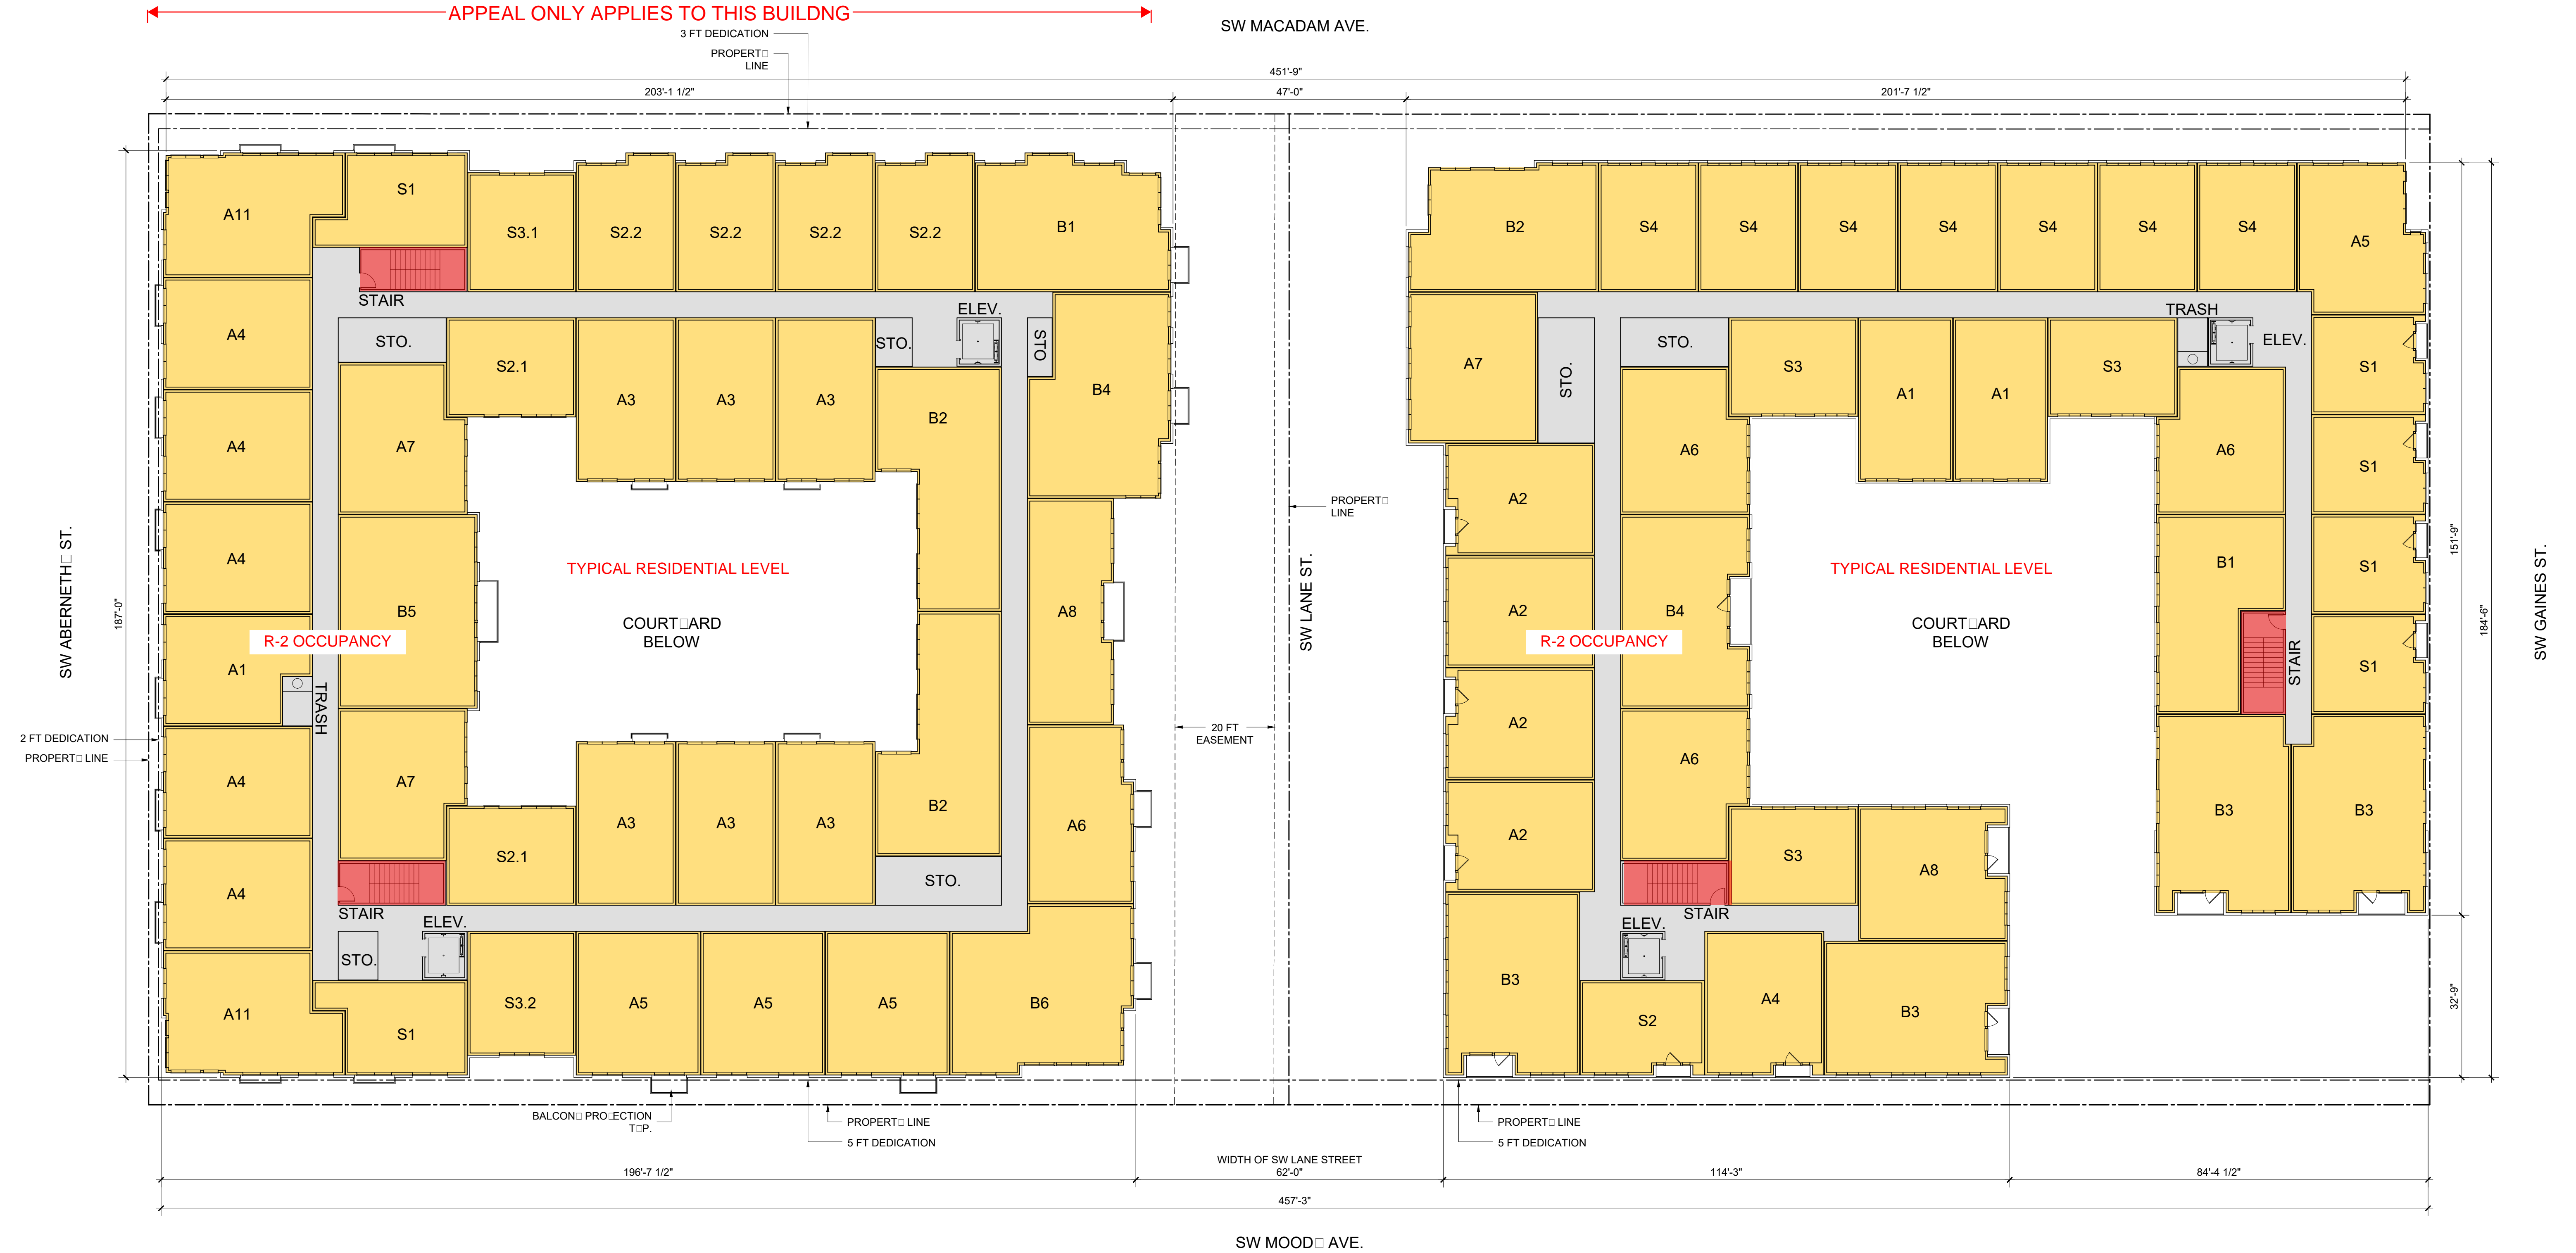 APPEAL ONLY APPLIES TO THIS BUILDNG
SW MACADAM AVE.
3 FT DEDICATION
PROPERT□
LINE
451'-9"
203'-1 1/2"
47'-0"
201'-7 1/2"
A11
S1
S3.1
S2.2
S2.2
S2.2
S2.2
B1
STAIR
ELEV.
A4
STO.
S2.1
A3
A3
A3
STO.
STO
B4
B2
A4
A7
A4
B5
TYPICAL RESIDENTIAL LEVEL
COURT□ARD
BELOW
A8
R-2 OCCUPANCY
A1
TRASH
A4
A7
A3
A3
A3
B2
A6
S2.1
A4
STAIR
ELEV.
STO.
STO.
A11
S1
S3.2
A5
A5
A5
B6
SW ABERNETH□ ST.
187'-0"
2 FT DEDICATION
PROPERT□ LINE
PROPERT□
LINE
SW LANE ST.
20 FT
EASEMENT
B2
S4
S4
S4
S4
S4
S4
S4
A5
TRASH
ELEV.
A7
STO.
STO.
S3
A1
A1
S3
S1
A6
A6
S1
A2
S1
B1
A2
B4
TYPICAL RESIDENTIAL LEVEL
COURT□ARD
BELOW
R-2 OCCUPANCY
STAIR
S1
A2
A6
B3
B3
A2
S3
A8
STAIR
ELEV.
B3
S2
A4
B3
151'-9"
184'-6"
32'-9"
SW GAINES ST.
BALCON□ PRO□ECTION
T□P.
PROPERT□ LINE
5 FT DEDICATION
PROPERT□ LINE
5 FT DEDICATION
196'-7 1/2"
WIDTH OF SW LANE STREET
62'-0"
114'-3"
84'-4 1/2"
457'-3"
SW MOOD□ AVE.